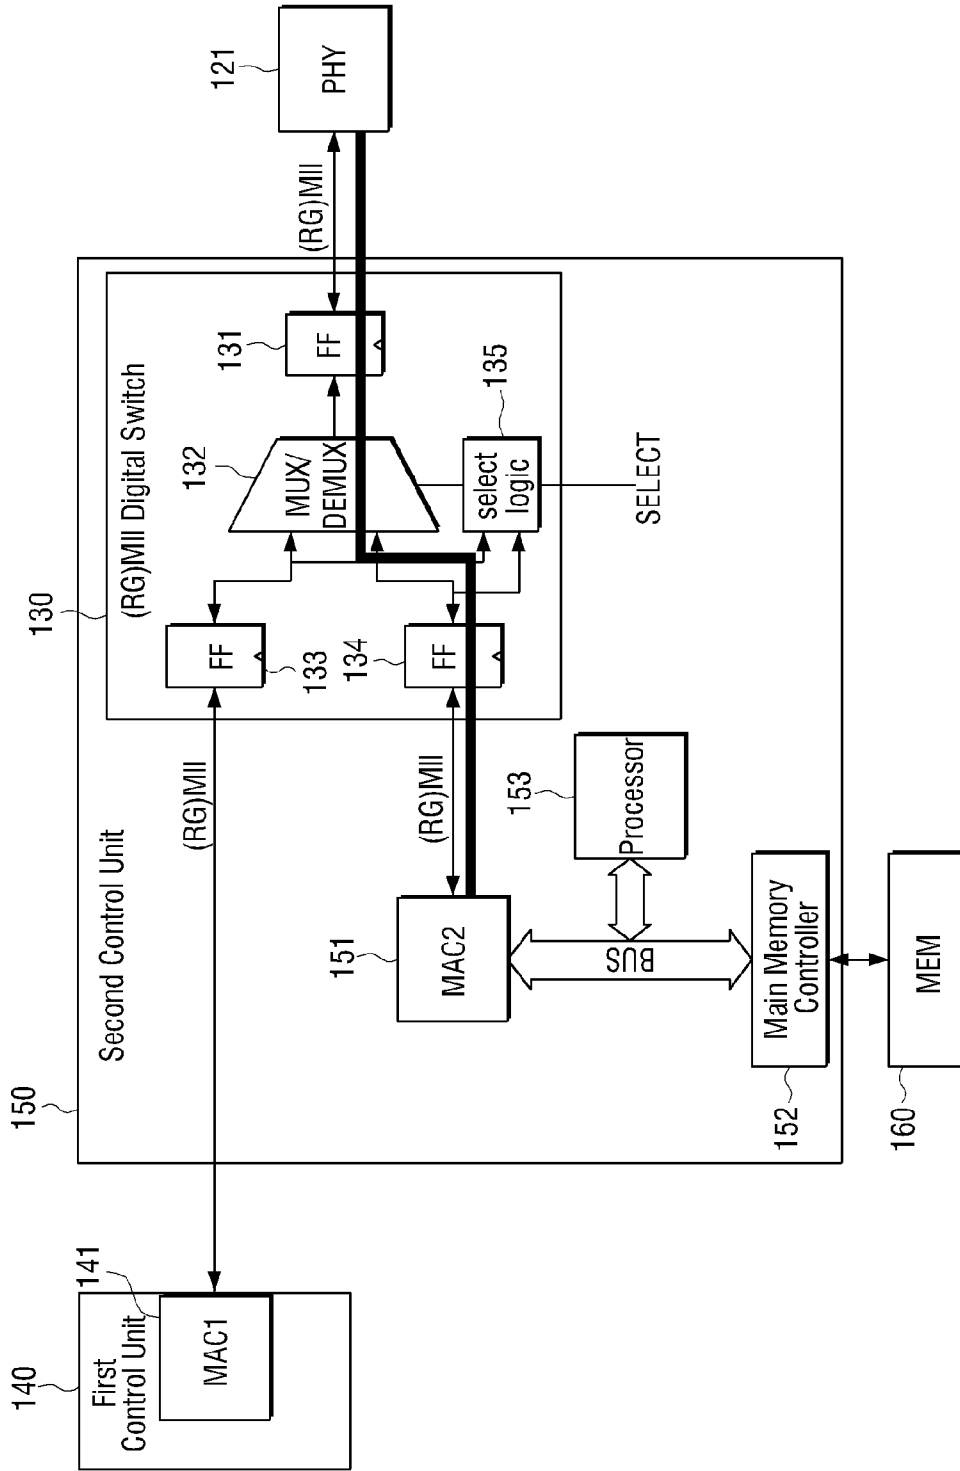 140
First
Control Unit
141
MAC1
150
Second Control Unit
(RG)MII
130
(RG)MII Digital Switch
FF
133
132
MUX/
DEMUX
FF
131
(RG)MII
PHY
121
151
MAC2
(RG)MII
134
FF
select
logic
135
SELECT
BUS
153
Processor
Main Memory
Controller
152
MEM
160